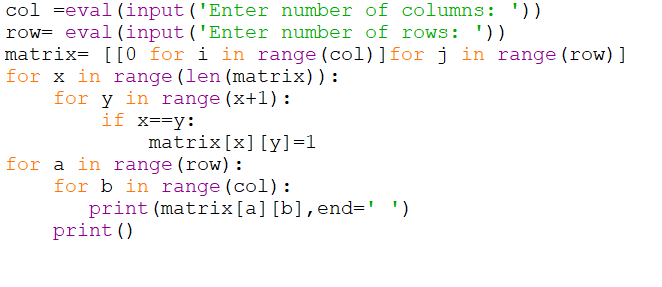 col =eval(input('Enter number of columns: '))
row= eval(input('Enter number of rows: '))
matrix= [[0 for i in range(col)]for j in range(row)]
for x in range(len(matrix)):
    for y in range(x+1):
        if x==y:
            matrix[x][y]=1
for a in range(row):
    for b in range(col):
       print(matrix[a][b],end=' ')
    print()